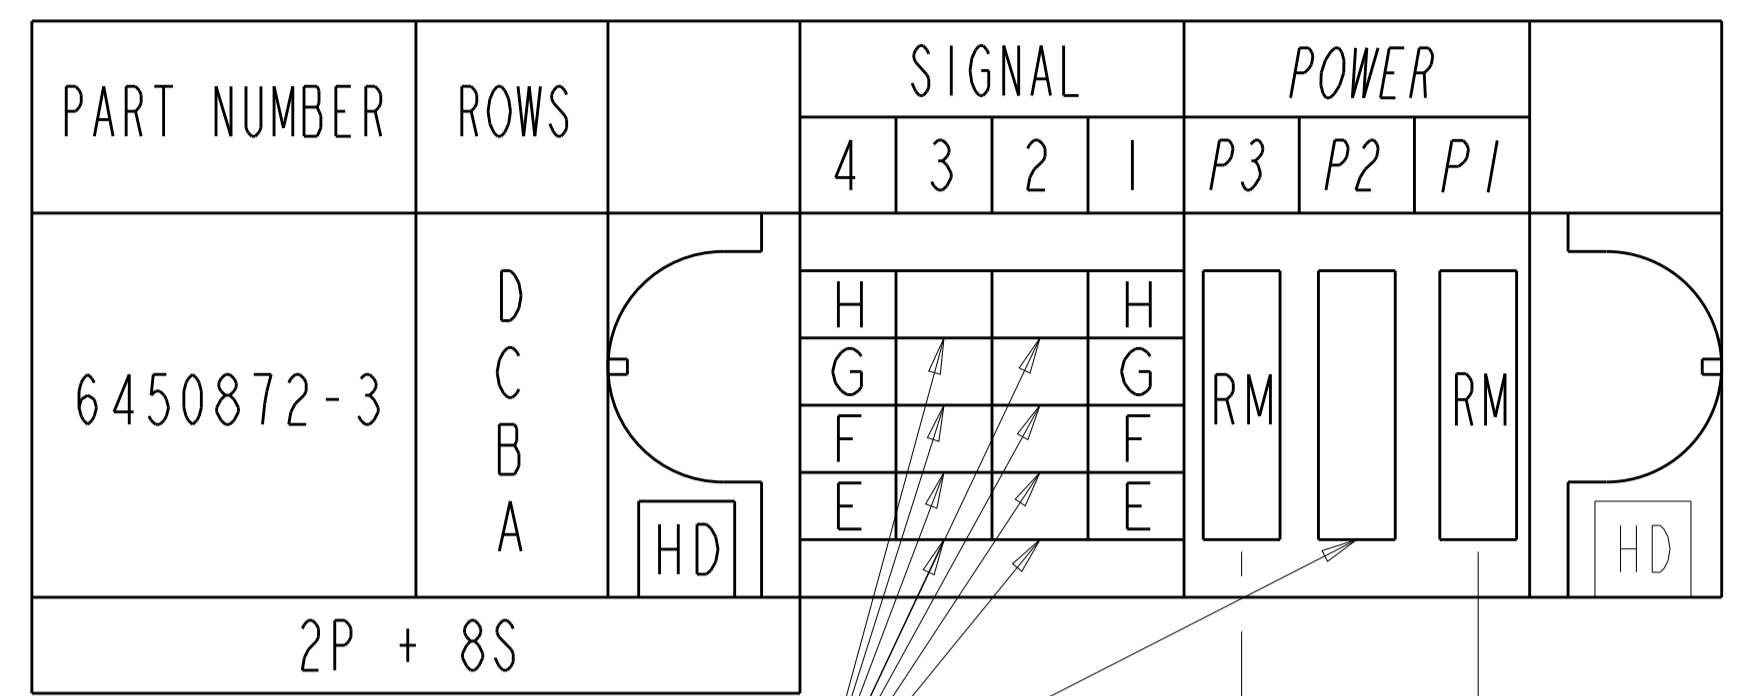 PART NUMBER ROWS SIGNAL POWER
4 3 2 1 P3 P2 P1
D H H
C G G
6450872-3 RM RM
B F F
A E E
HD HD
2P + 8S